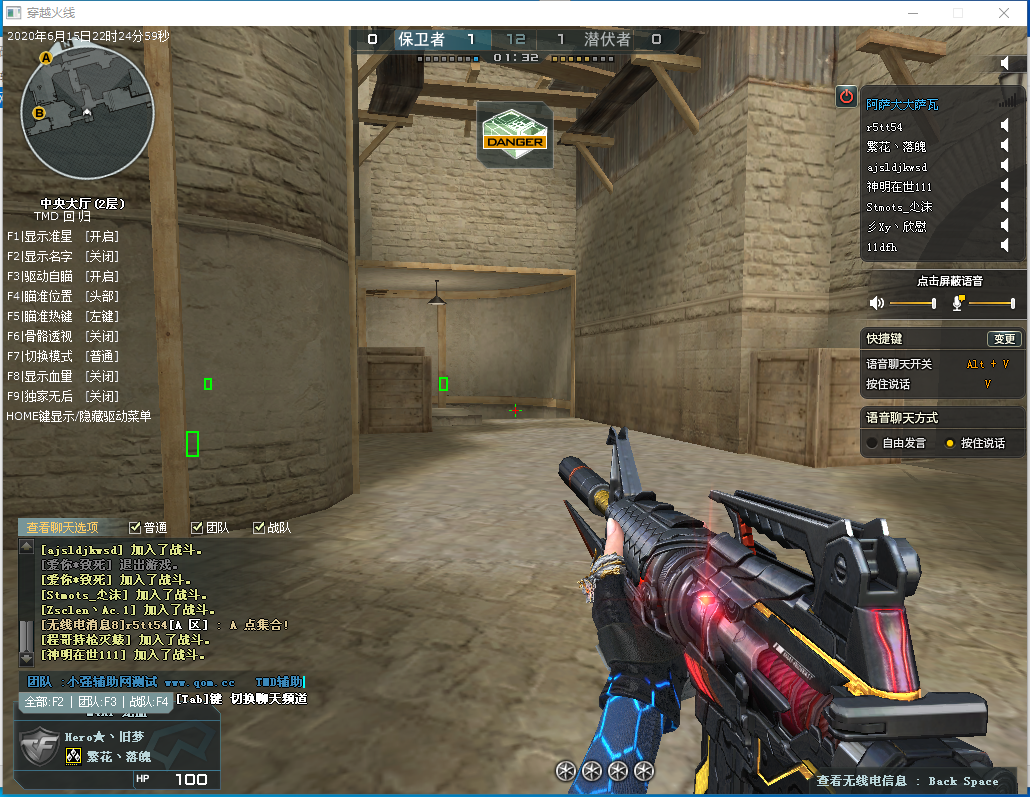 穿越火线
2020年6月15日22时24分59秒
0 保卫者 1 12 1 潜伏者 0
01:32
A
B
DANGER
中央大厅(2层)
TMD 回 归
F1|显示准星 [开启]
F2|显示名字 [关闭]
F3|驱动自瞄 [开启]
F4|瞄准位置 [头部]
F5|瞄准热键 [左键]
F6|骨骼透视 [关闭]
F7|切换模式 [普通]
F8|显示血量 [关闭]
F9|独家无后 [关闭]
HOME键显示/隐藏驱动菜单
阿萨大大萨瓦
r5tt54
繁花丶落魄
ajsldjkwsd
神明在世111
Stmots_尐沫
彡Xy丶欣慰
11dfh
点击屏蔽语音
快捷键 变更
语音聊天开关 Alt + V
按住说话 V
语音聊天方式
自由发言 按住说话
查看聊天选项 普通 团队 战队
[ajsldjkwsd] 加入了战斗。
[爱你*致死] 退出游戏。
[爱你*致死] 加入了战斗。
[Stmots_尐沫] 加入了战斗。
[Zsclen丶Ac.1] 加入了战斗。
[无线电消息8]r5tt54[A 区] : A 点集合!
[程哥持枪灭婊] 加入了战斗。
[神明在世111] 加入了战斗。
团队 :小强辅助网测试 www.qom.cc TMD辅助
全部:F2 | 团队:F3 | 战队:F4 [Tab]键 切换聊天频道
Hero★丶旧梦
繁花丶落魄
HP 100
查看无线电信息 : Back Space